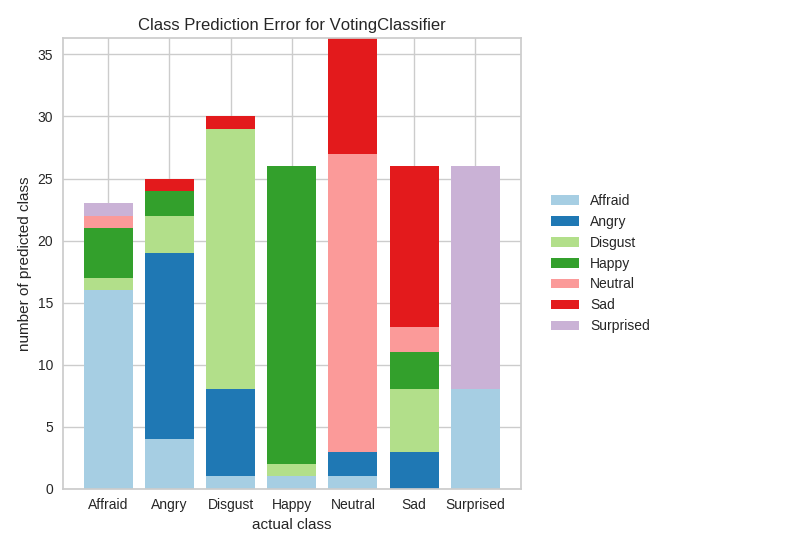 Class Prediction Error for VotingClassifier
35
30
25
20
15
10
5
0
number of predicted class
Affraid Angry Disgust Happy Neutral Sad Surprised
actual class
Affraid
Angry
Disgust
Happy
Neutral
Sad
Surprised